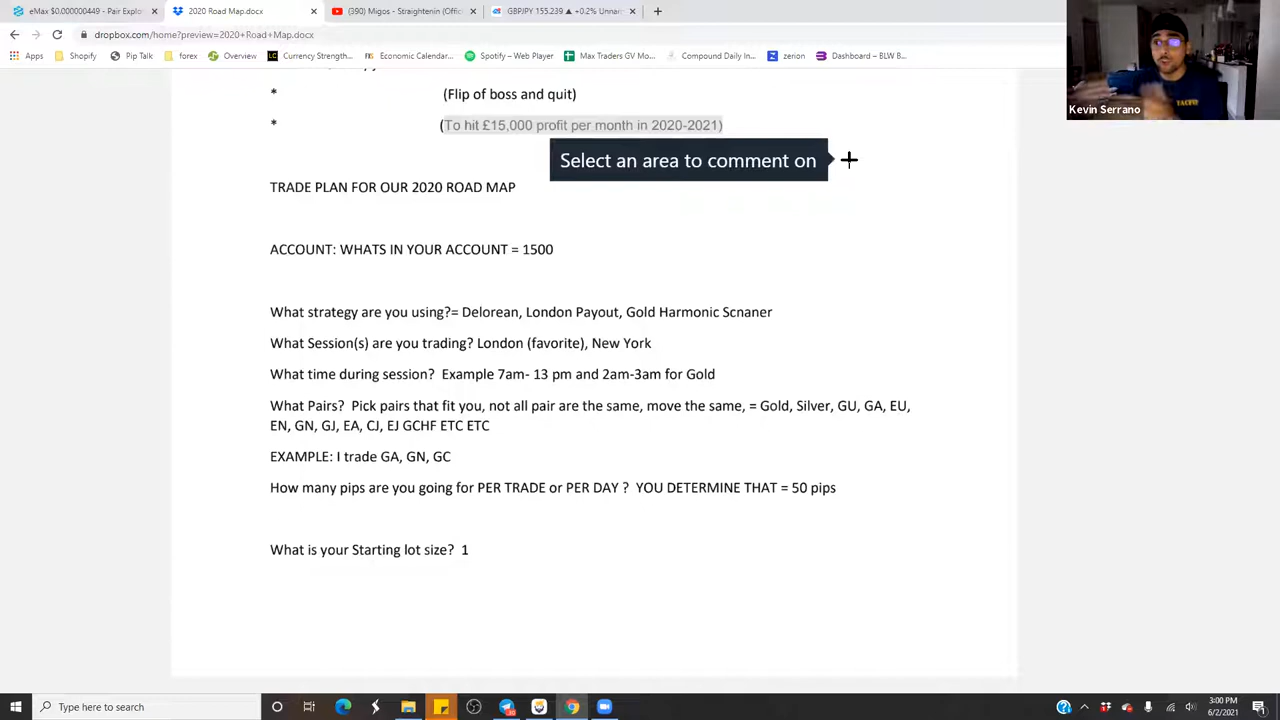 eMax $0.000000449 - Pair Explor
2020 Road Map.docx
(390) Migos - Straightenin (Offic
GBPJPY 155.239 ▲ +0.2% Unnar
dropbox.com/home?preview=2020+Road+Map.docx
Apps
Shopify
Pip Talk
forex
Overview
Currency Strength...
Economic Calendar...
Spotify – Web Player
Max Traders GV Mo...
Compound Daily In...
zerion
Dashboard – BLW B...
Kevin Serrano
* (Flip of boss and quit)
* (To hit £15,000 profit per month in 2020-2021)
Select an area to comment on
TRADE PLAN FOR OUR 2020 ROAD MAP
ACCOUNT: WHATS IN YOUR ACCOUNT = 1500
What strategy are you using?= Delorean, London Payout, Gold Harmonic Scnaner
What Session(s) are you trading? London (favorite), New York
What time during session? Example 7am- 13 pm and 2am-3am for Gold
What Pairs? Pick pairs that fit you, not all pair are the same, move the same, = Gold, Silver, GU, GA, EU,
EN, GN, GJ, EA, CJ, EJ GCHF ETC ETC
EXAMPLE: I trade GA, GN, GC
How many pips are you going for PER TRADE or PER DAY ? YOU DETERMINE THAT = 50 pips
What is your Starting lot size? 1
Type here to search
3:00 PM
6/2/2021